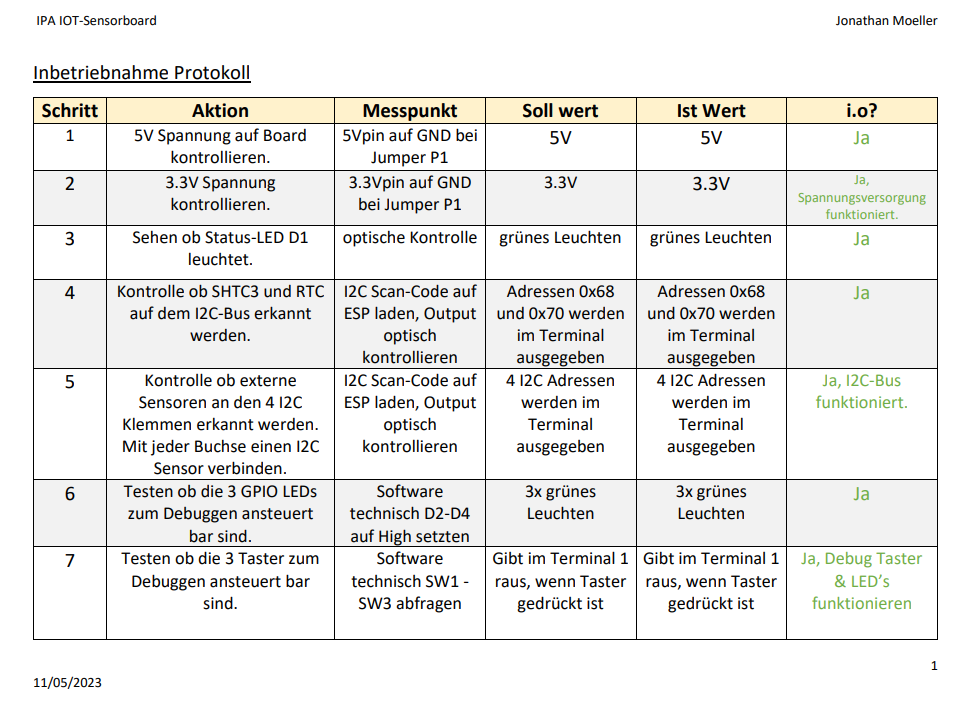 IPA IOT-Sensorboard
Jonathan Moeller
Inbetriebnahme Protokoll
Schritt Aktion Messpunkt Soll wert Ist Wert i.o?
1 5V Spannung auf Board 5Vpin auf GND bei 5V 5V Ja
kontrollieren. Jumper P1
2 3.3V Spannung 3.3Vpin auf GND 3.3V 3.3V Ja,
kontrollieren. bei Jumper P1 Spannungsversorgung
funktioniert.
3 Sehen ob Status-LED D1 optische Kontrolle grünes Leuchten grünes Leuchten Ja
leuchtet.
4 Kontrolle ob SHTC3 und RTC I2C Scan-Code auf Adressen 0x68 Adressen 0x68 Ja
auf dem I2C-Bus erkannt ESP laden, Output und 0x70 werden und 0x70 werden
werden. optisch im Terminal im Terminal
kontrollieren ausgegeben ausgegeben
5 Kontrolle ob externe I2C Scan-Code auf 4 I2C Adressen 4 I2C Adressen Ja, I2C-Bus
Sensoren an den 4 I2C ESP laden, Output werden im werden im funktioniert.
Klemmen erkannt werden. optisch Terminal Terminal
Mit jeder Buchse einen I2C kontrollieren ausgegeben ausgegeben
Sensor verbinden.
6 Testen ob die 3 GPIO LEDs Software 3x grünes 3x grünes Ja
zum Debuggen ansteuert technisch D2-D4 Leuchten Leuchten
bar sind. auf High setzten
7 Testen ob die 3 Taster zum Software Gibt im Terminal 1 Gibt im Terminal 1 Ja, Debug Taster
Debuggen ansteuert bar technisch SW1 - raus, wenn Taster raus, wenn Taster & LED’s
sind. SW3 abfragen gedrückt ist gedrückt ist funktionieren
1
11/05/2023